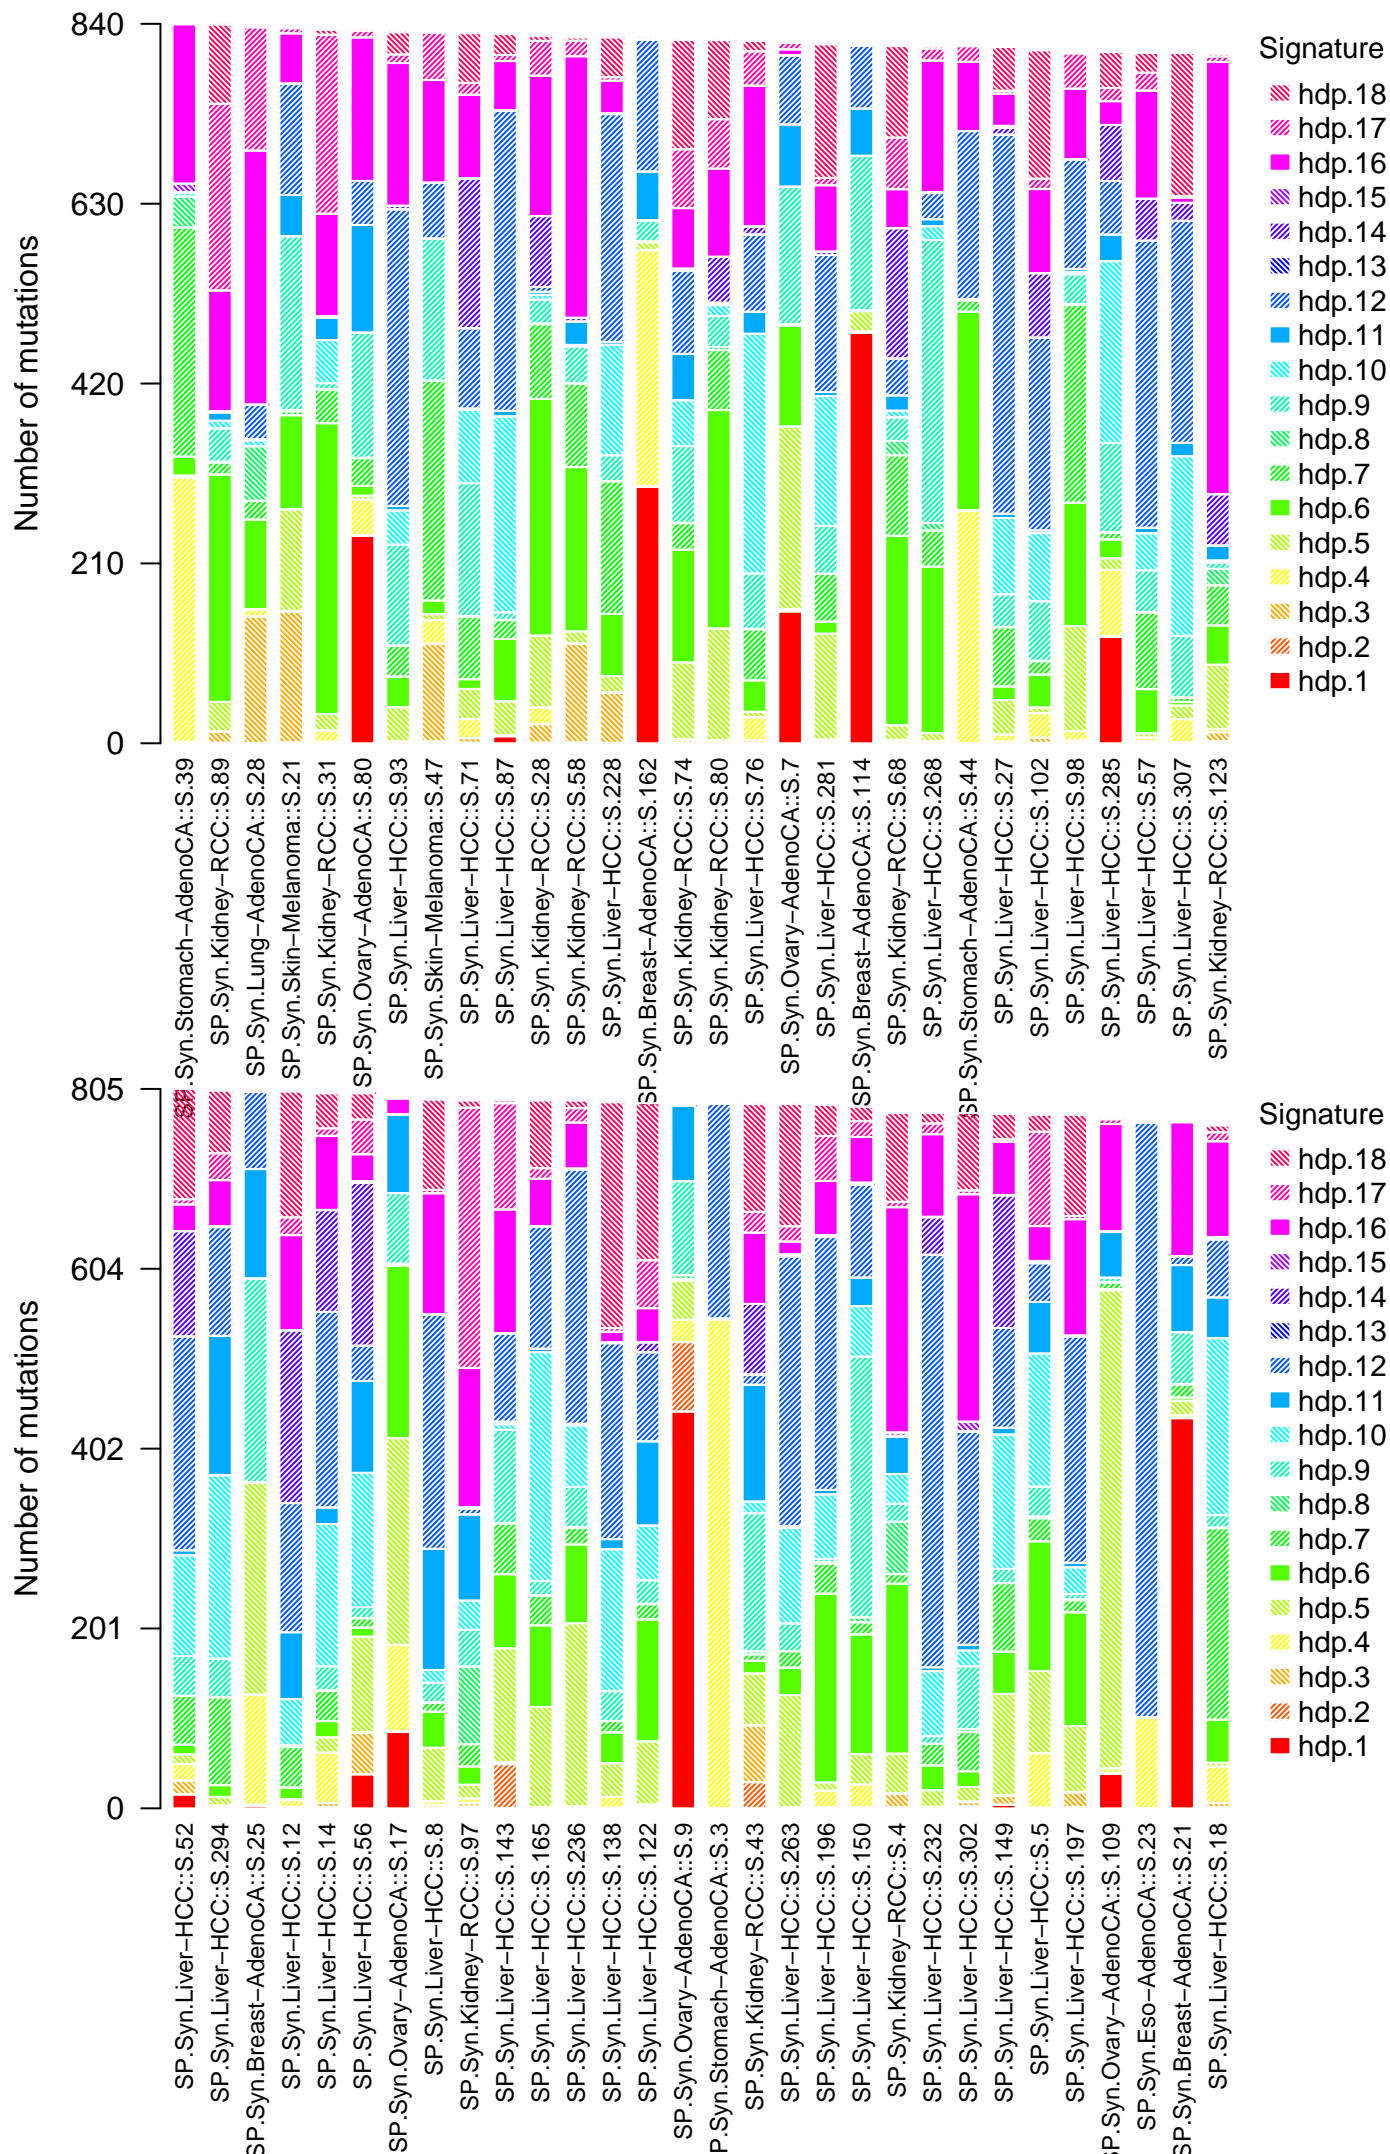 Number of mutations
840
630
420
210
0
Signature
hdp.18
hdp.17
hdp.16
hdp.15
hdp.14
hdp.13
hdp.12
hdp.11
hdp.10
hdp.9
hdp.8
hdp.7
hdp.6
hdp.5
hdp.4
hdp.3
hdp.2
hdp.1
SP.Syn.Stomach−AdenoCA::S.39
SP.Syn.Kidney−RCC::S.89
SP.Syn.Lung−AdenoCA::S.28
SP.Syn.Skin−Melanoma::S.21
SP.Syn.Kidney−RCC::S.31
SP.Syn.Ovary−AdenoCA::S.80
SP.Syn.Liver−HCC::S.93
SP.Syn.Skin−Melanoma::S.47
SP.Syn.Liver−HCC::S.71
SP.Syn.Liver−HCC::S.87
SP.Syn.Kidney−RCC::S.28
SP.Syn.Kidney−RCC::S.58
SP.Syn.Liver−HCC::S.228
SP.Syn.Breast−AdenoCA::S.162
SP.Syn.Kidney−RCC::S.74
SP.Syn.Kidney−RCC::S.80
SP.Syn.Liver−HCC::S.76
SP.Syn.Ovary−AdenoCA::S.7
SP.Syn.Liver−HCC::S.281
SP.Syn.Breast−AdenoCA::S.114
SP.Syn.Kidney−RCC::S.68
SP.Syn.Liver−HCC::S.268
SP.Syn.Stomach−AdenoCA::S.44
SP.Syn.Liver−HCC::S.27
SP.Syn.Liver−HCC::S.102
SP.Syn.Liver−HCC::S.98
SP.Syn.Liver−HCC::S.285
SP.Syn.Liver−HCC::S.57
SP.Syn.Liver−HCC::S.307
SP.Syn.Kidney−RCC::S.123
Number of mutations
805
604
402
201
0
Signature
hdp.18
hdp.17
hdp.16
hdp.15
hdp.14
hdp.13
hdp.12
hdp.11
hdp.10
hdp.9
hdp.8
hdp.7
hdp.6
hdp.5
hdp.4
hdp.3
hdp.2
hdp.1
SP.Syn.Liver−HCC::S.52
SP.Syn.Liver−HCC::S.294
SP.Syn.Breast−AdenoCA::S.25
SP.Syn.Liver−HCC::S.12
SP.Syn.Liver−HCC::S.14
SP.Syn.Liver−HCC::S.56
SP.Syn.Ovary−AdenoCA::S.17
SP.Syn.Liver−HCC::S.8
SP.Syn.Kidney−RCC::S.97
SP.Syn.Liver−HCC::S.143
SP.Syn.Liver−HCC::S.165
SP.Syn.Liver−HCC::S.236
SP.Syn.Liver−HCC::S.138
SP.Syn.Liver−HCC::S.122
SP.Syn.Ovary−AdenoCA::S.9
P.Syn.Stomach−AdenoCA::S.3
SP.Syn.Kidney−RCC::S.43
SP.Syn.Liver−HCC::S.263
SP.Syn.Liver−HCC::S.196
SP.Syn.Liver−HCC::S.150
SP.Syn.Kidney−RCC::S.4
SP.Syn.Liver−HCC::S.232
SP.Syn.Liver−HCC::S.302
SP.Syn.Liver−HCC::S.149
SP.Syn.Liver−HCC::S.5
SP.Syn.Liver−HCC::S.197
SP.Syn.Ovary−AdenoCA::S.109
SP.Syn.Eso−AdenoCA::S.23
SP.Syn.Breast−AdenoCA::S.21
SP.Syn.Liver−HCC::S.18